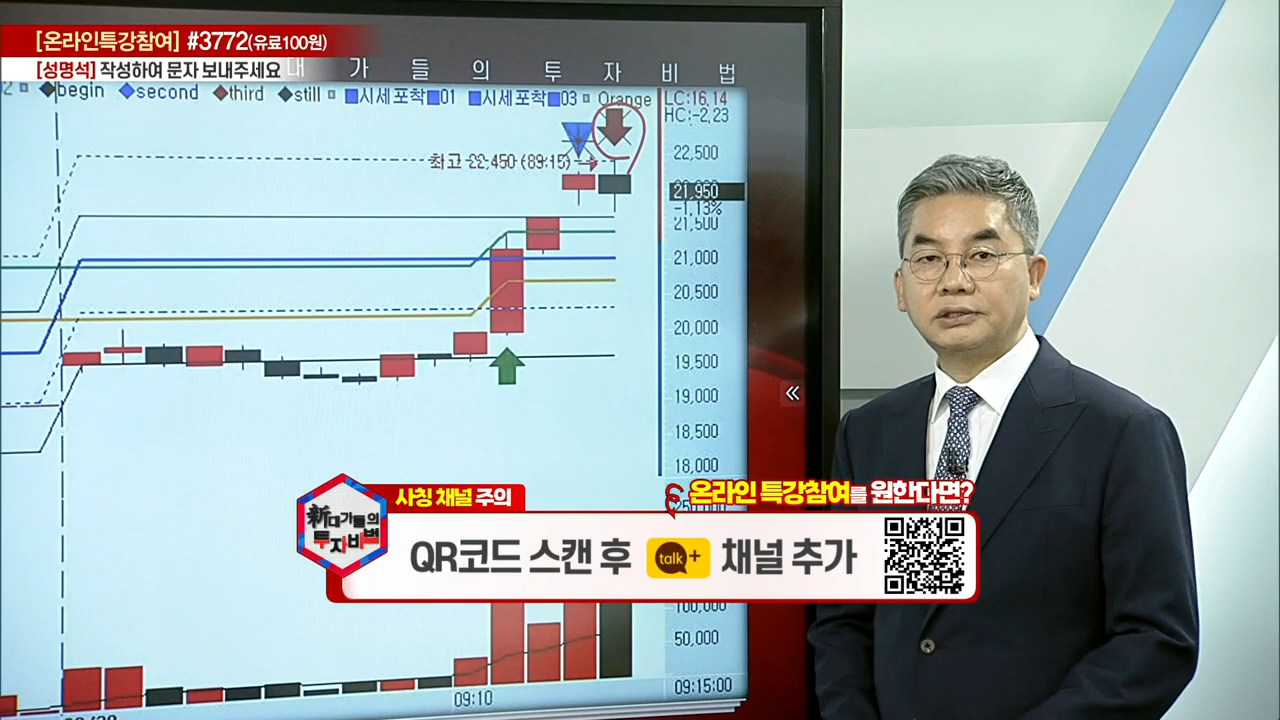 [온라인특강참여] #3772(유료100원)
[성명석] 작성하여 문자 보내주세요
대 가 들 의 투 자 비 법
begin second third still 시세포착 01 시세포착 03 Orange
LC:16,14
HC:-2,23
최고 22,450 (09:15)
22,500
21,950
-1,13%
21,500
21,000
20,500
20,000
19,500
19,000
18,500
18,000
«
사칭 채널 주의
온라인 특강참여를 원한다면?
新대가들의
투자비법
QR코드 스캔 후 talk+ 채널 추가
100,000
50,000
09:10
09:15:00